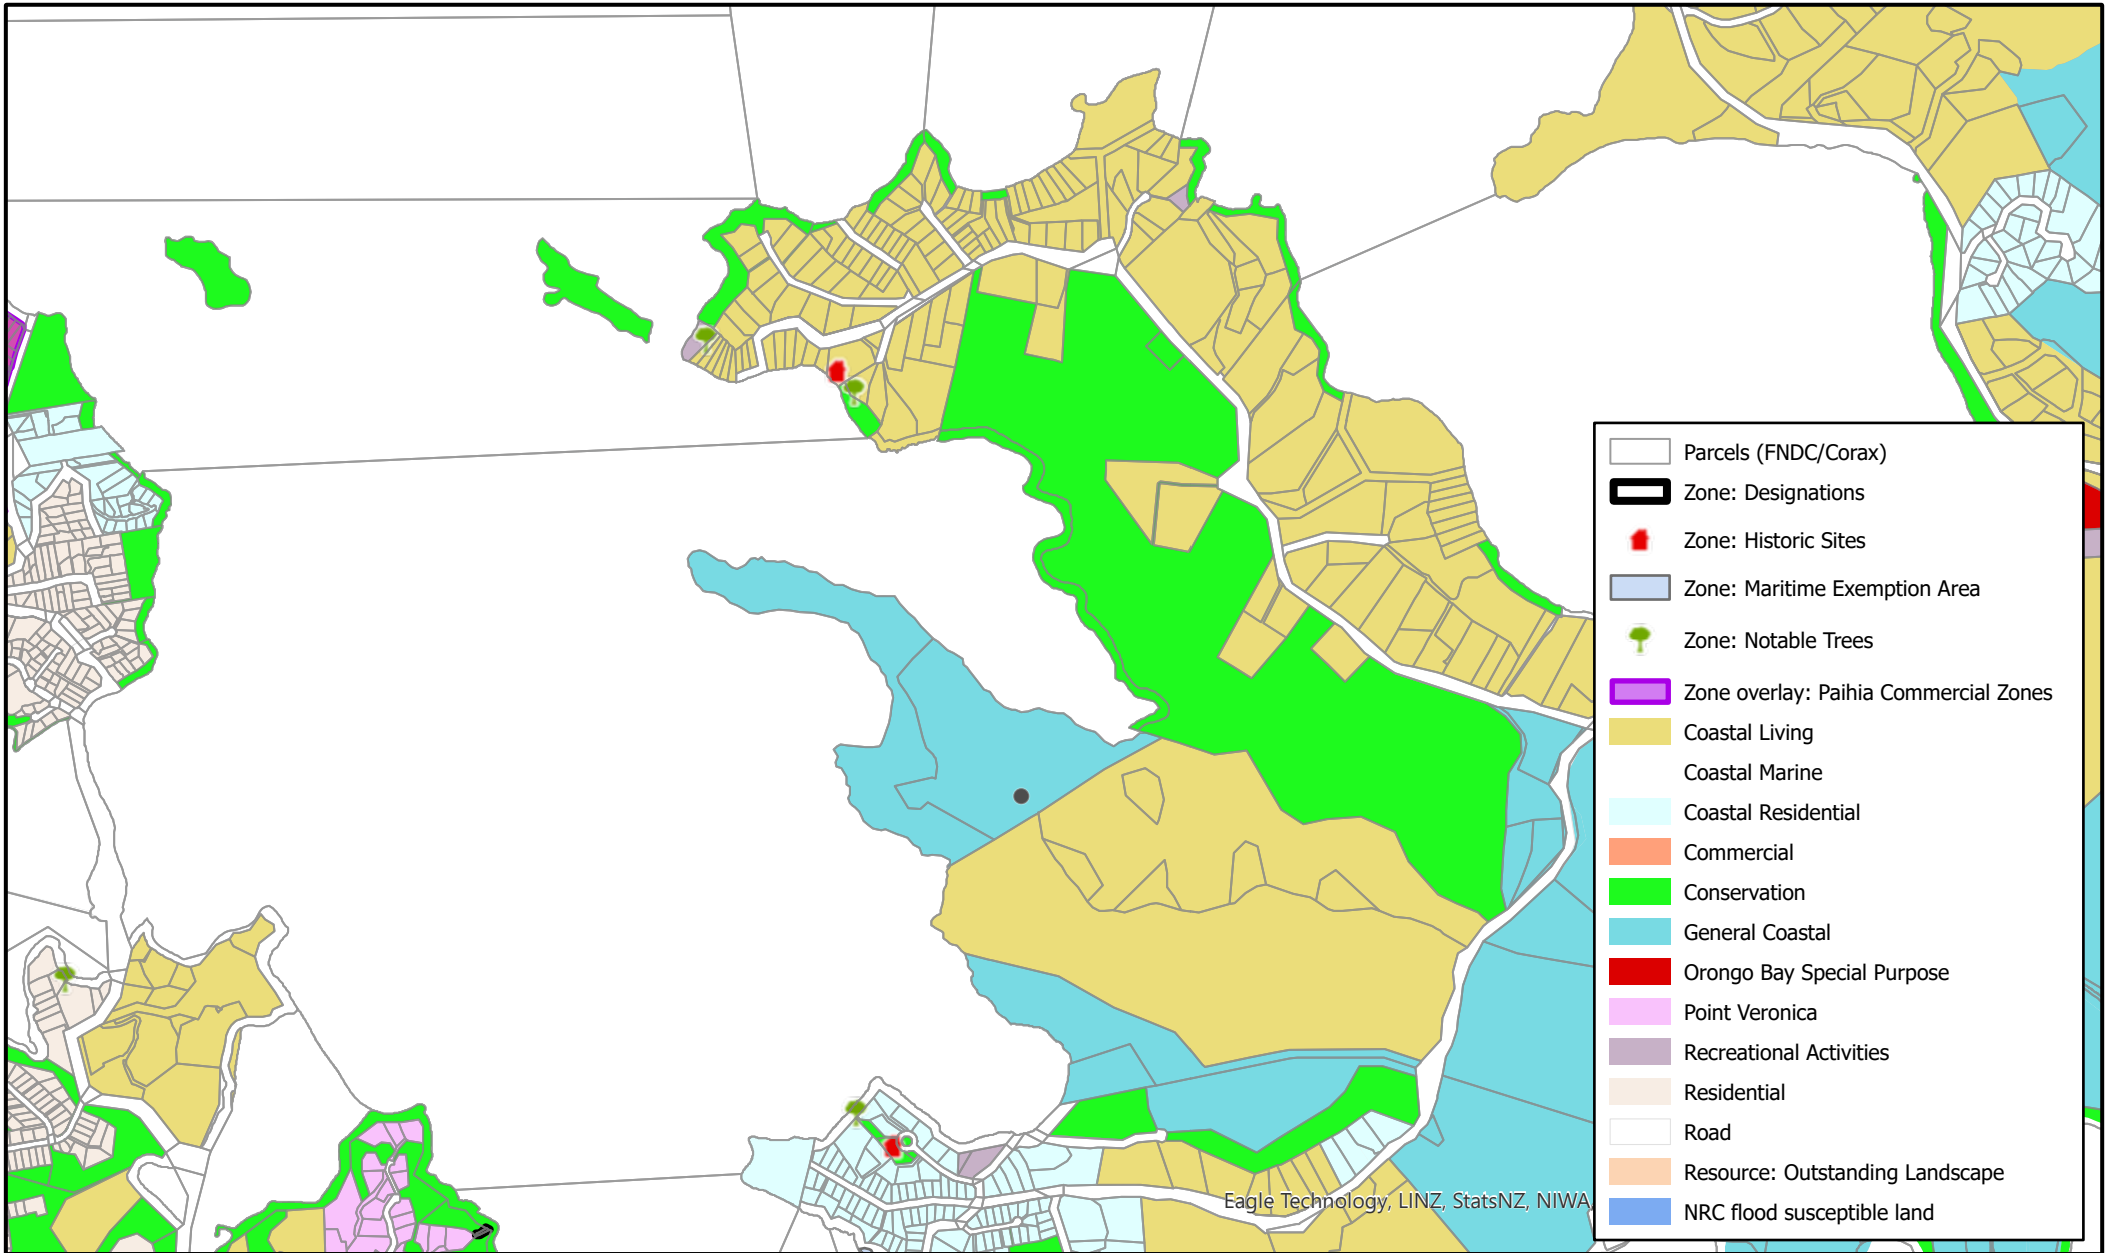 Parcels (FNDC/Corax)
Zone: Designations
Zone: Historic Sites
Zone: Maritime Exemption Area
Zone: Notable Trees
Zone overlay: Paihia Commercial Zones
Coastal Living
Coastal Marine
Coastal Residential
Commercial
Conservation
General Coastal
Orongo Bay Special Purpose
Point Veronica
Recreational Activities
Residential
Road
Resource: Outstanding Landscape
NRC flood susceptible land
Eagle Technology, LINZ, StatsNZ, NIWA,